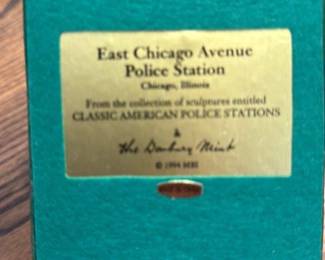 East Chicago Avenue
Police Station
Chicago, Illinois
From the collection of sculptures entitled
CLASSIC AMERICAN POLICE STATIONS
&
the Danbury Mint
© 1994 MBI